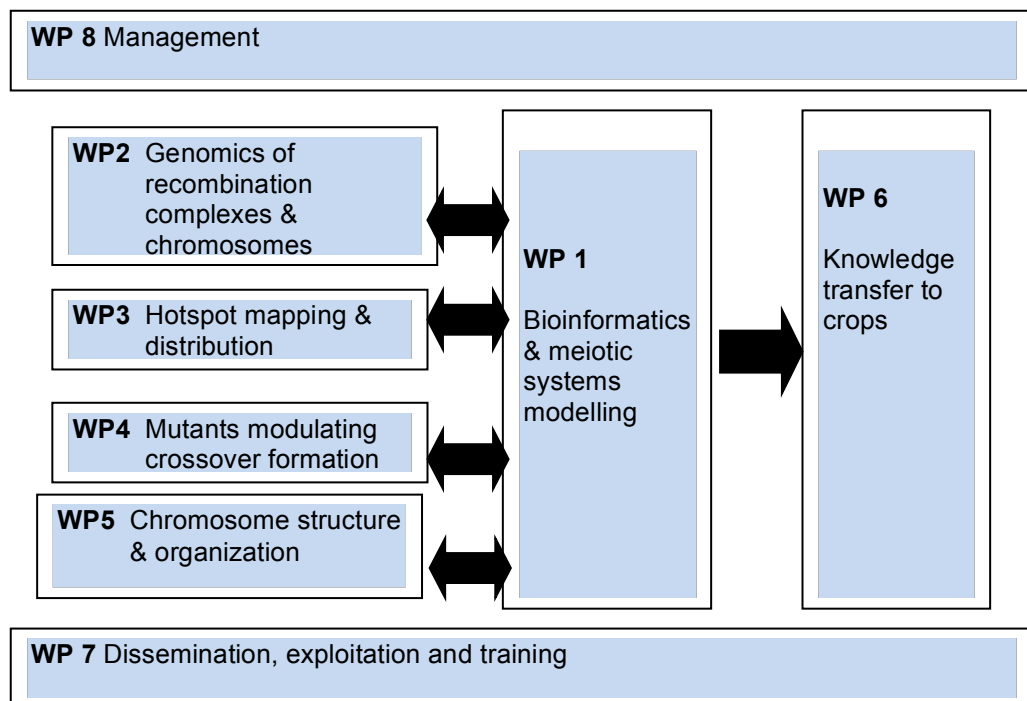 WP 8 Management
WP2 Genomics of
recombination
complexes &
chromosomes
WP3 Hotspot mapping &
distribution
WP4 Mutants modulating
crossover formation
WP5 Chromosome structure
& organization
WP 1
Bioinformatics
& meiotic
systems
modelling
WP 6
Knowledge
transfer to
crops
WP 7 Dissemination, exploitation and training